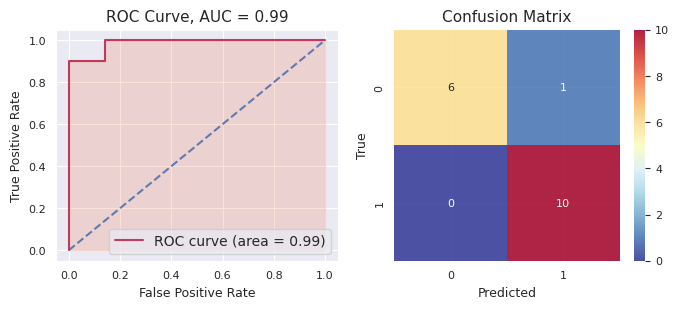 ROC Curve, AUC = 0.99
True Positive Rate
1.0
0.8
0.6
0.4
0.2
0.0
ROC curve (area = 0.99)
0.0 0.2 0.4 0.6 0.8 1.0
False Positive Rate
Confusion Matrix
True
0
1
6 1
0 10
0 1
Predicted
10
8
6
4
2
0